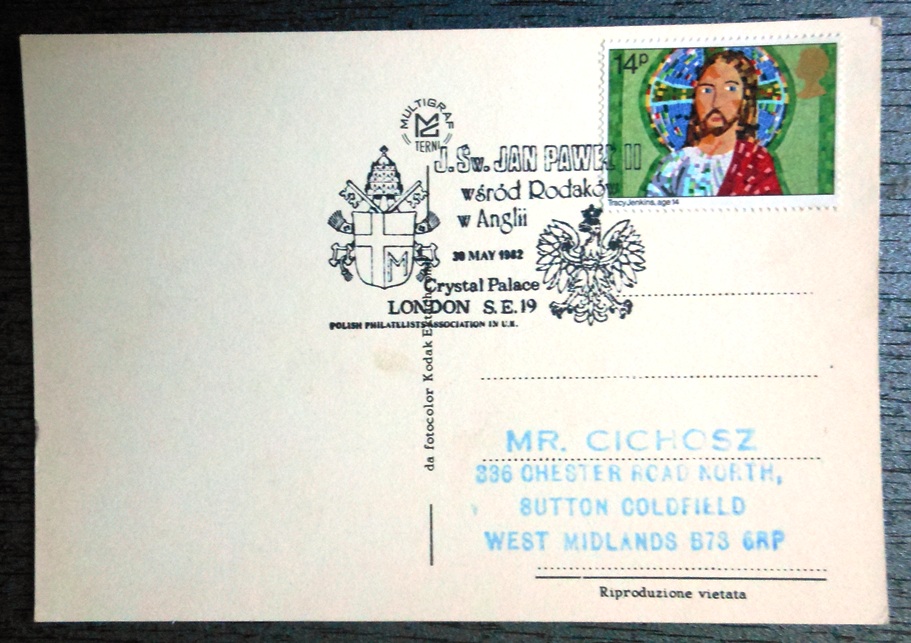 14P
MULTIGRAF
TERNI
J.Św. JAN PAWEŁ II
wśród Rodaków
w Anglii
Tracy Jenkins, age 14
30 MAY 1982
Crystal Palace
LONDON S.E.19
POLISH PHILATELISTS ASSOCIATION IN U.K.
M
da fotocolor Kodak
MR. CICHOSZ
336 CHESTER ROAD NORTH,
SUTTON COLDFIELD
WEST MIDLANDS B73 6RP
Riproduzione vietata